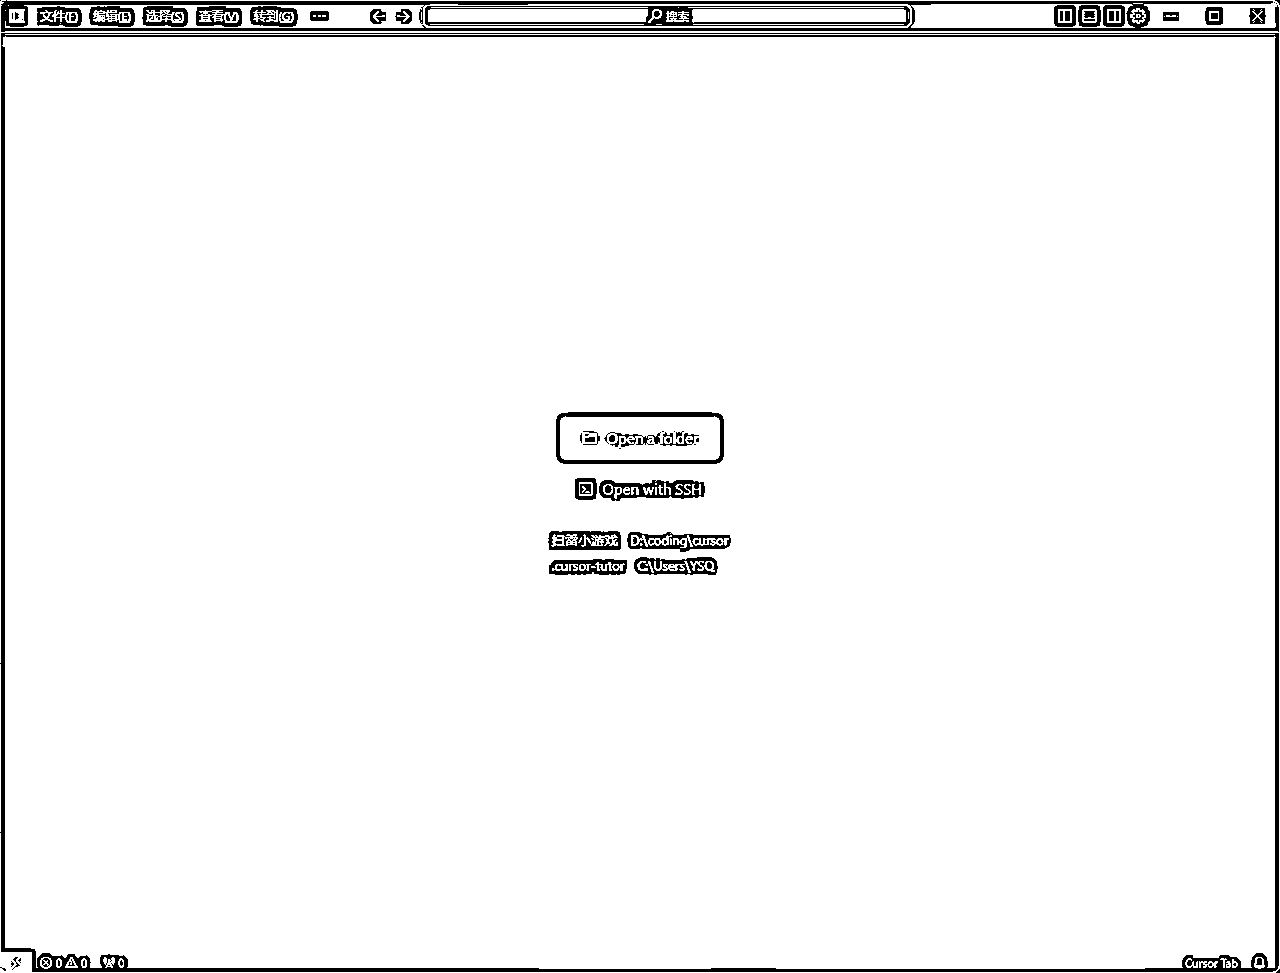 文件(F) 编辑(E) 选择(S) 查看(V) 转到(G) ··· 搜索
Open a folder
Open with SSH
扫雷小游戏 D:\coding\cursor
.cursor-tutor C:\Users\YSQ
0 0 0 Cursor Tab